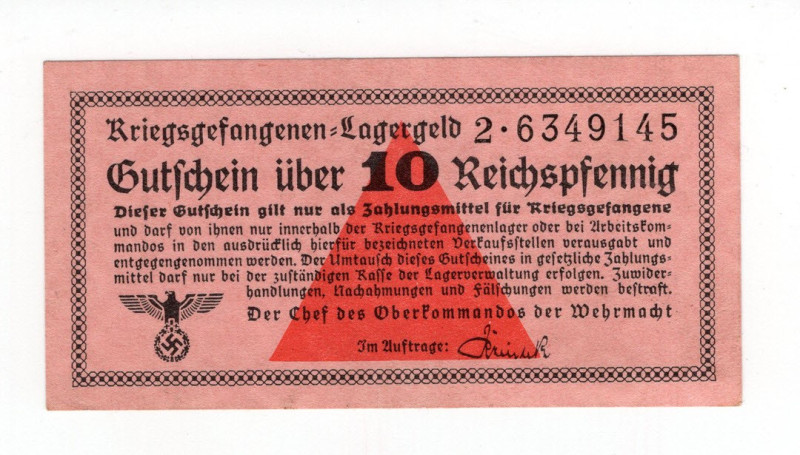 Kriegsgefangenen=Lagergeld 2·6349145
Gutschein über 10 Reichspfennig
Dieser Gutschein gilt nur als Zahlungsmittel für Kriegsgefangene
und darf von ihnen nur innerhalb der Kriegsgefangenenlager oder bei Arbeitskom=
mandos in den ausdrücklich hierfür bezeichneten Verkaufsstellen verausgabt und
entgegengenommen werden. Der Umtausch dieses Gutscheines in gesetzliche Zahlungs=
mittel darf nur bei der zuständigen Kasse der Lagerverwaltung erfolgen. Zuwider=
handlungen, Nachahmungen und Fälschungen werden bestraft.
Der Chef des Oberkommandos der Wehrmacht
Im Auftrage: